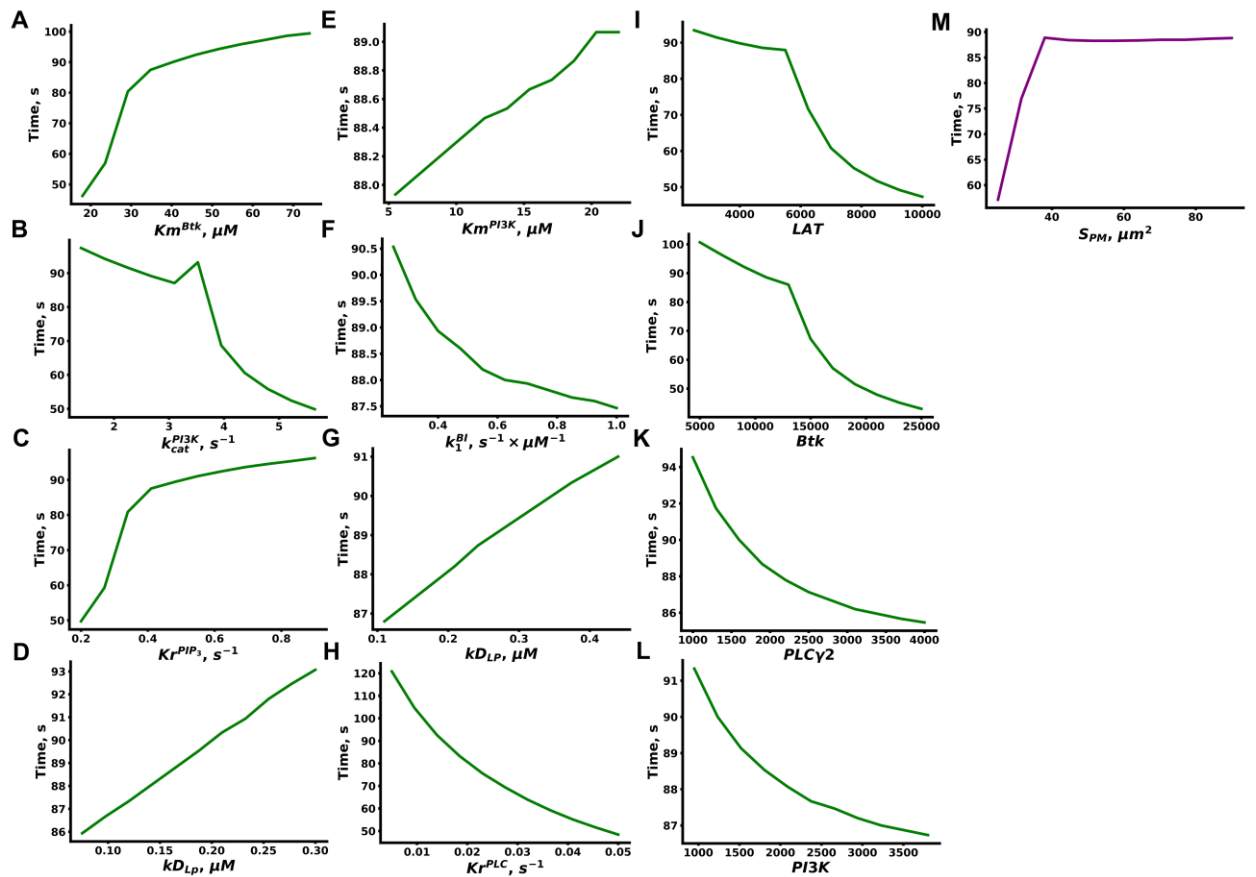 A
Time, s
100
90
80
70
60
50
20 30 40 50 60 70
Km^Btk, μM
E
Time, s
89.0
88.8
88.6
88.4
88.2
88.0
5 10 15 20
Km^PI3K, μM
I
Time, s
90
80
70
60
50
4000 6000 8000 10000
LAT
M
Time, s
90
85
80
75
70
65
60
40 60 80
S_PM, μm²
B
Time, s
90
80
70
60
50
2 3 4 5
k_cat^PI3K, s⁻¹
F
Time, s
90.5
90.0
89.5
89.0
88.5
88.0
87.5
0.4 0.6 0.8 1.0
k_1^BI, s⁻¹ × μM⁻¹
J
Time, s
100
90
80
70
60
50
5000 10000 15000 20000 25000
Btk
C
Time, s
90
80
70
60
50
0.2 0.4 0.6 0.8
Kr^PIP₃, s⁻¹
G
Time, s
91
90
89
88
87
0.1 0.2 0.3 0.4
kD_LP, μM
K
Time, s
94
92
90
88
86
1000 1500 2000 2500 3000 3500 4000
PLCγ2
D
Time, s
93
92
91
90
89
88
87
86
0.10 0.15 0.20 0.25 0.30
kD_Lp, μM
H
Time, s
120
110
100
90
80
70
60
50
0.01 0.02 0.03 0.04 0.05
Kr^PLC, s⁻¹
L
Time, s
91
90
89
88
87
1000 1500 2000 2500 3000 3500
PI3K